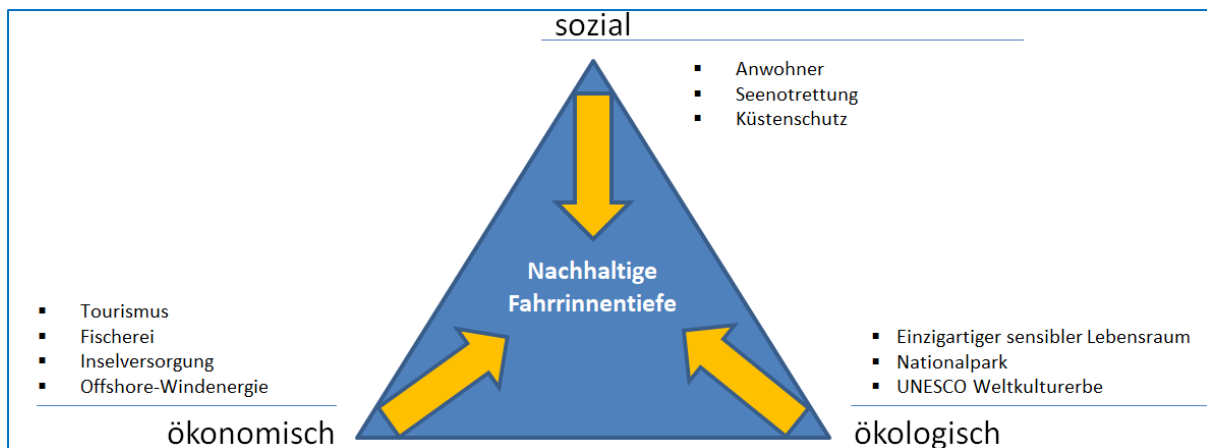 sozial
▪ Anwohner
▪ Seenotrettung
▪ Küstenschutz
Nachhaltige
Fahrrinnentiefe
▪ Tourismus
▪ Fischerei
▪ Inselversorgung
▪ Offshore-Windenergie
ökonomisch
▪ Einzigartiger sensibler Lebensraum
▪ Nationalpark
▪ UNESCO Weltkulturerbe
ökologisch